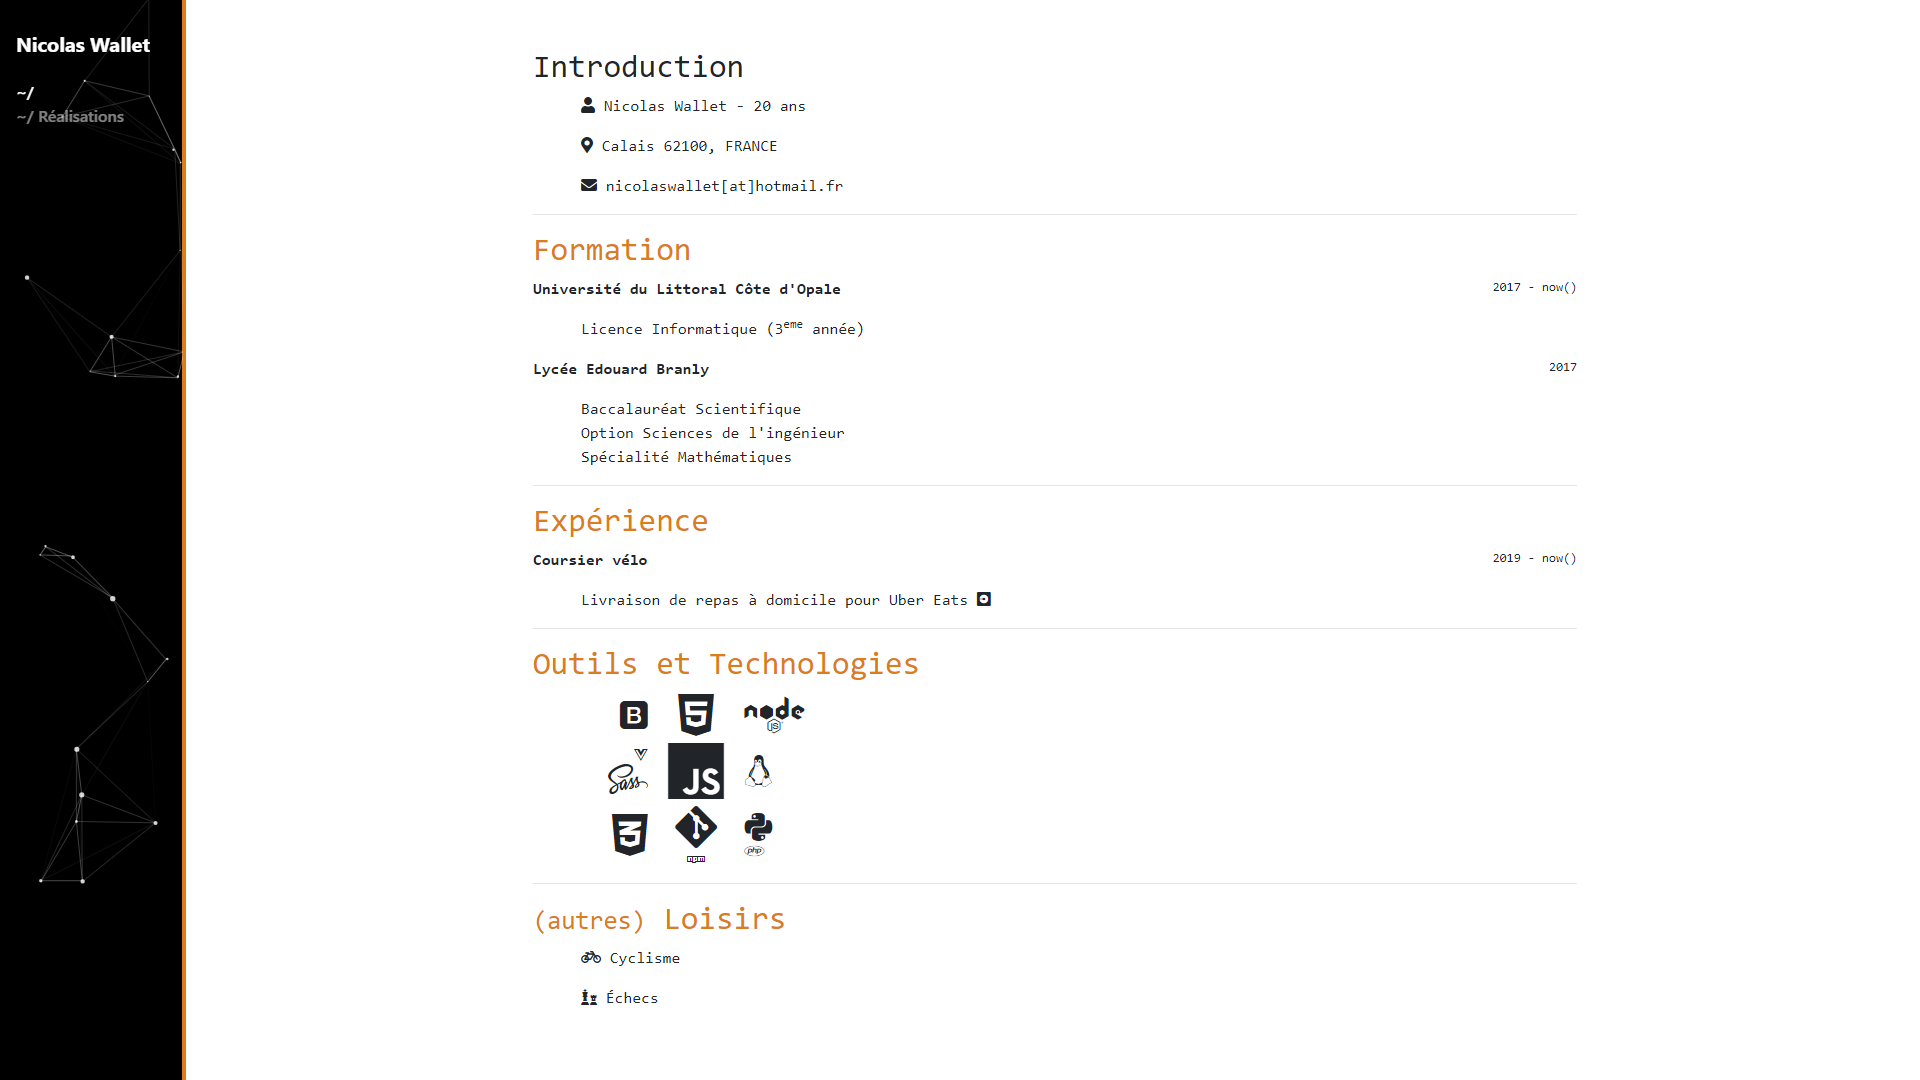 Nicolas Wallet
~/
~/ Réalisations
Introduction
Nicolas Wallet - 20 ans
Calais 62100, FRANCE
nicolaswallet[at]hotmail.fr
Formation
Université du Littoral Côte d'Opale
2017 - now()
Licence Informatique (3eme année)
Lycée Edouard Branly
2017
Baccalauréat Scientifique
Option Sciences de l'ingénieur
Spécialité Mathématiques
Expérience
Coursier vélo
2019 - now()
Livraison de repas à domicile pour Uber Eats
Outils et Technologies
B
5
node
JS
Sass
JS
3
php
npm
(autres) Loisirs
Cyclisme
Échecs